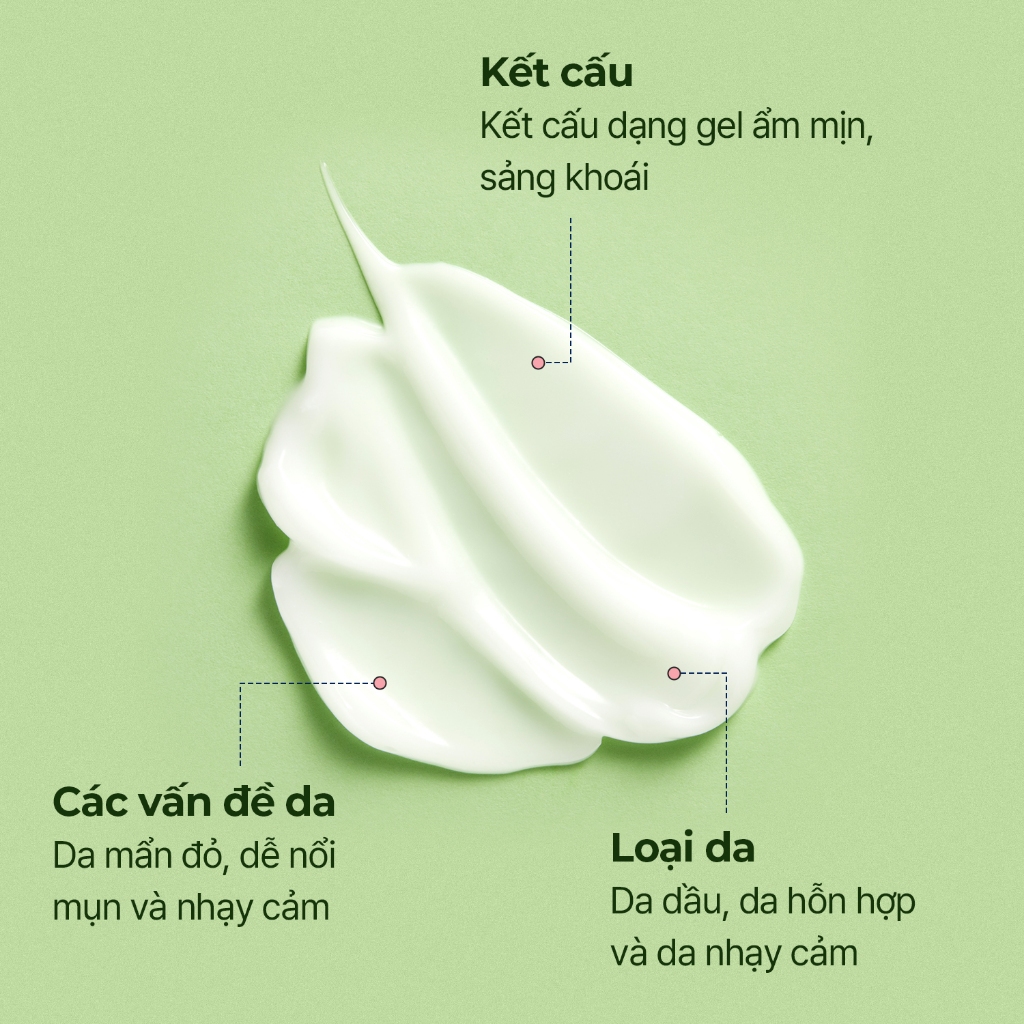 Kết cấu
Kết cấu dạng gel ẩm mịn,
sảng khoái
Các vấn đề da
Da mẩn đỏ, dễ nổi
mụn và nhạy cảm
Loại da
Da dầu, da hỗn hợp
và da nhạy cảm